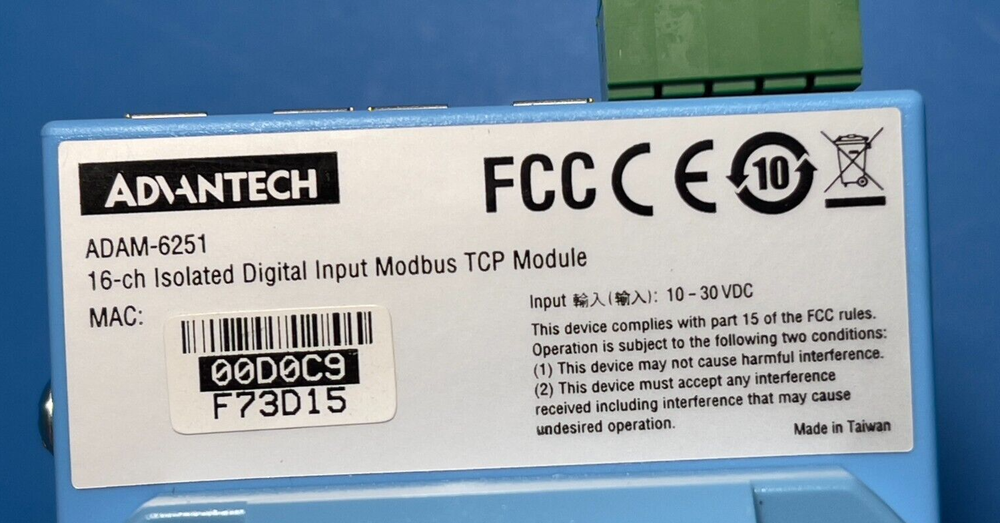 ADVANTECH
FCC CE 10
ADAM-6251
16-ch Isolated Digital Input Modbus TCP Module
MAC:
00D0C9
F73D15
Input 輸入(输入): 10 - 30 VDC
This device complies with part 15 of the FCC rules.
Operation is subject to the following two conditions:
(1) This device may not cause harmful interference.
(2) This device must accept any interference
received including interference that may cause
undesired operation.
Made in Taiwan